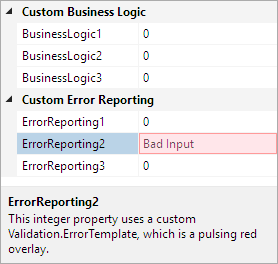 Custom Business Logic
BusinessLogic1 0
BusinessLogic2 0
BusinessLogic3 0
Custom Error Reporting
ErrorReporting1 0
ErrorReporting2 Bad Input
ErrorReporting3 0
ErrorReporting2
This integer property uses a custom
Validation.ErrorTemplate, which is a pulsing red
overlay.